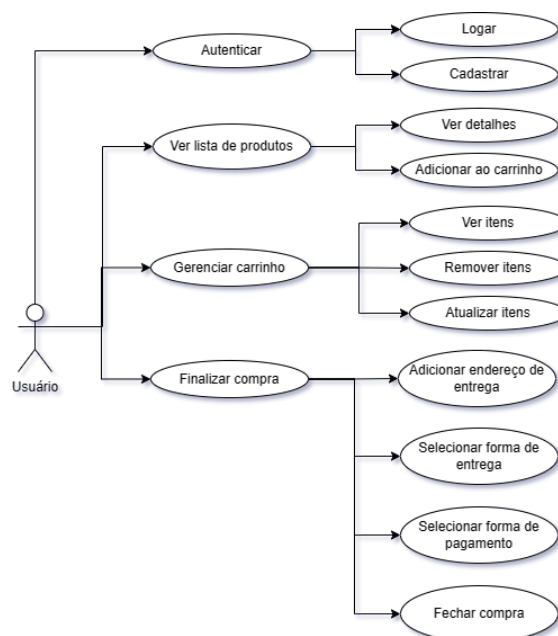 Autenticar
Logar
Cadastrar
Ver lista de produtos
Ver detalhes
Adicionar ao carrinho
Gerenciar carrinho
Ver itens
Remover itens
Atualizar itens
Usuário
Finalizar compra
Adicionar endereço de
entrega
Selecionar forma de
entrega
Selecionar forma de
pagamento
Fechar compra